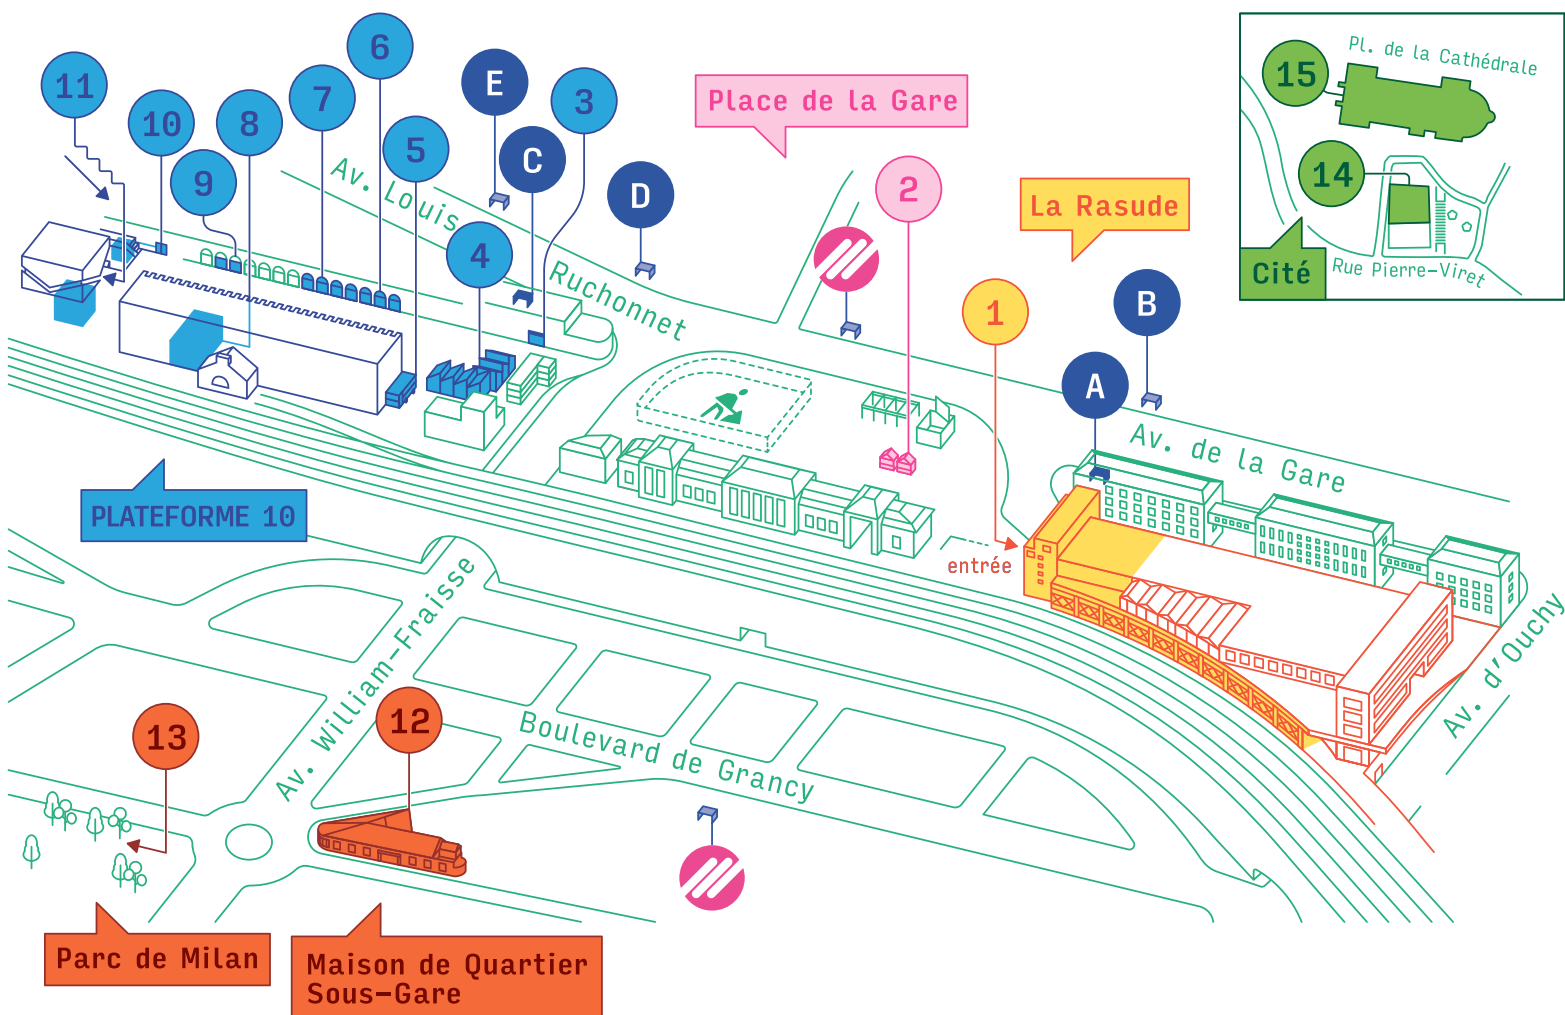 11
10
9
8
7
6
5
E
C
3
4
D
Av. Louis
Ruchonnet
Place de la Gare
2
La Rasude
1
B
A
15
Pl. de la Cathédrale
14
Cité
Rue Pierre-Viret
Av. de la Gare
PLATEFORME 10
entrée
Av. d'Ouchy
Av. William-Fraisse
12
13
Boulevard de Grancy
Parc de Milan
Maison de Quartier
Sous-Gare